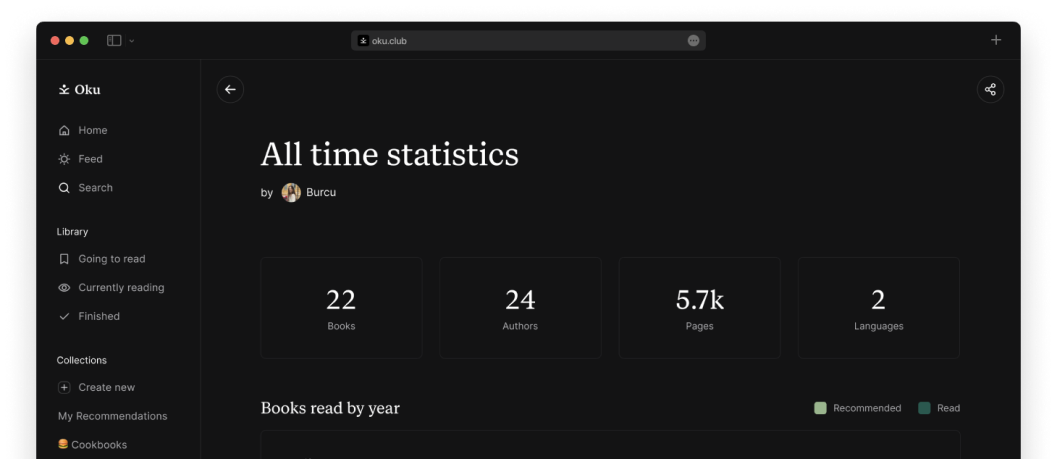 oku.club
Oku
Home
Feed
Search
Library
Going to read
Currently reading
Finished
Collections
Create new
My Recommendations
🍔 Cookbooks
All time statistics
by Burcu
22
Books
24
Authors
5.7k
Pages
2
Languages
Books read by year
Recommended
Read